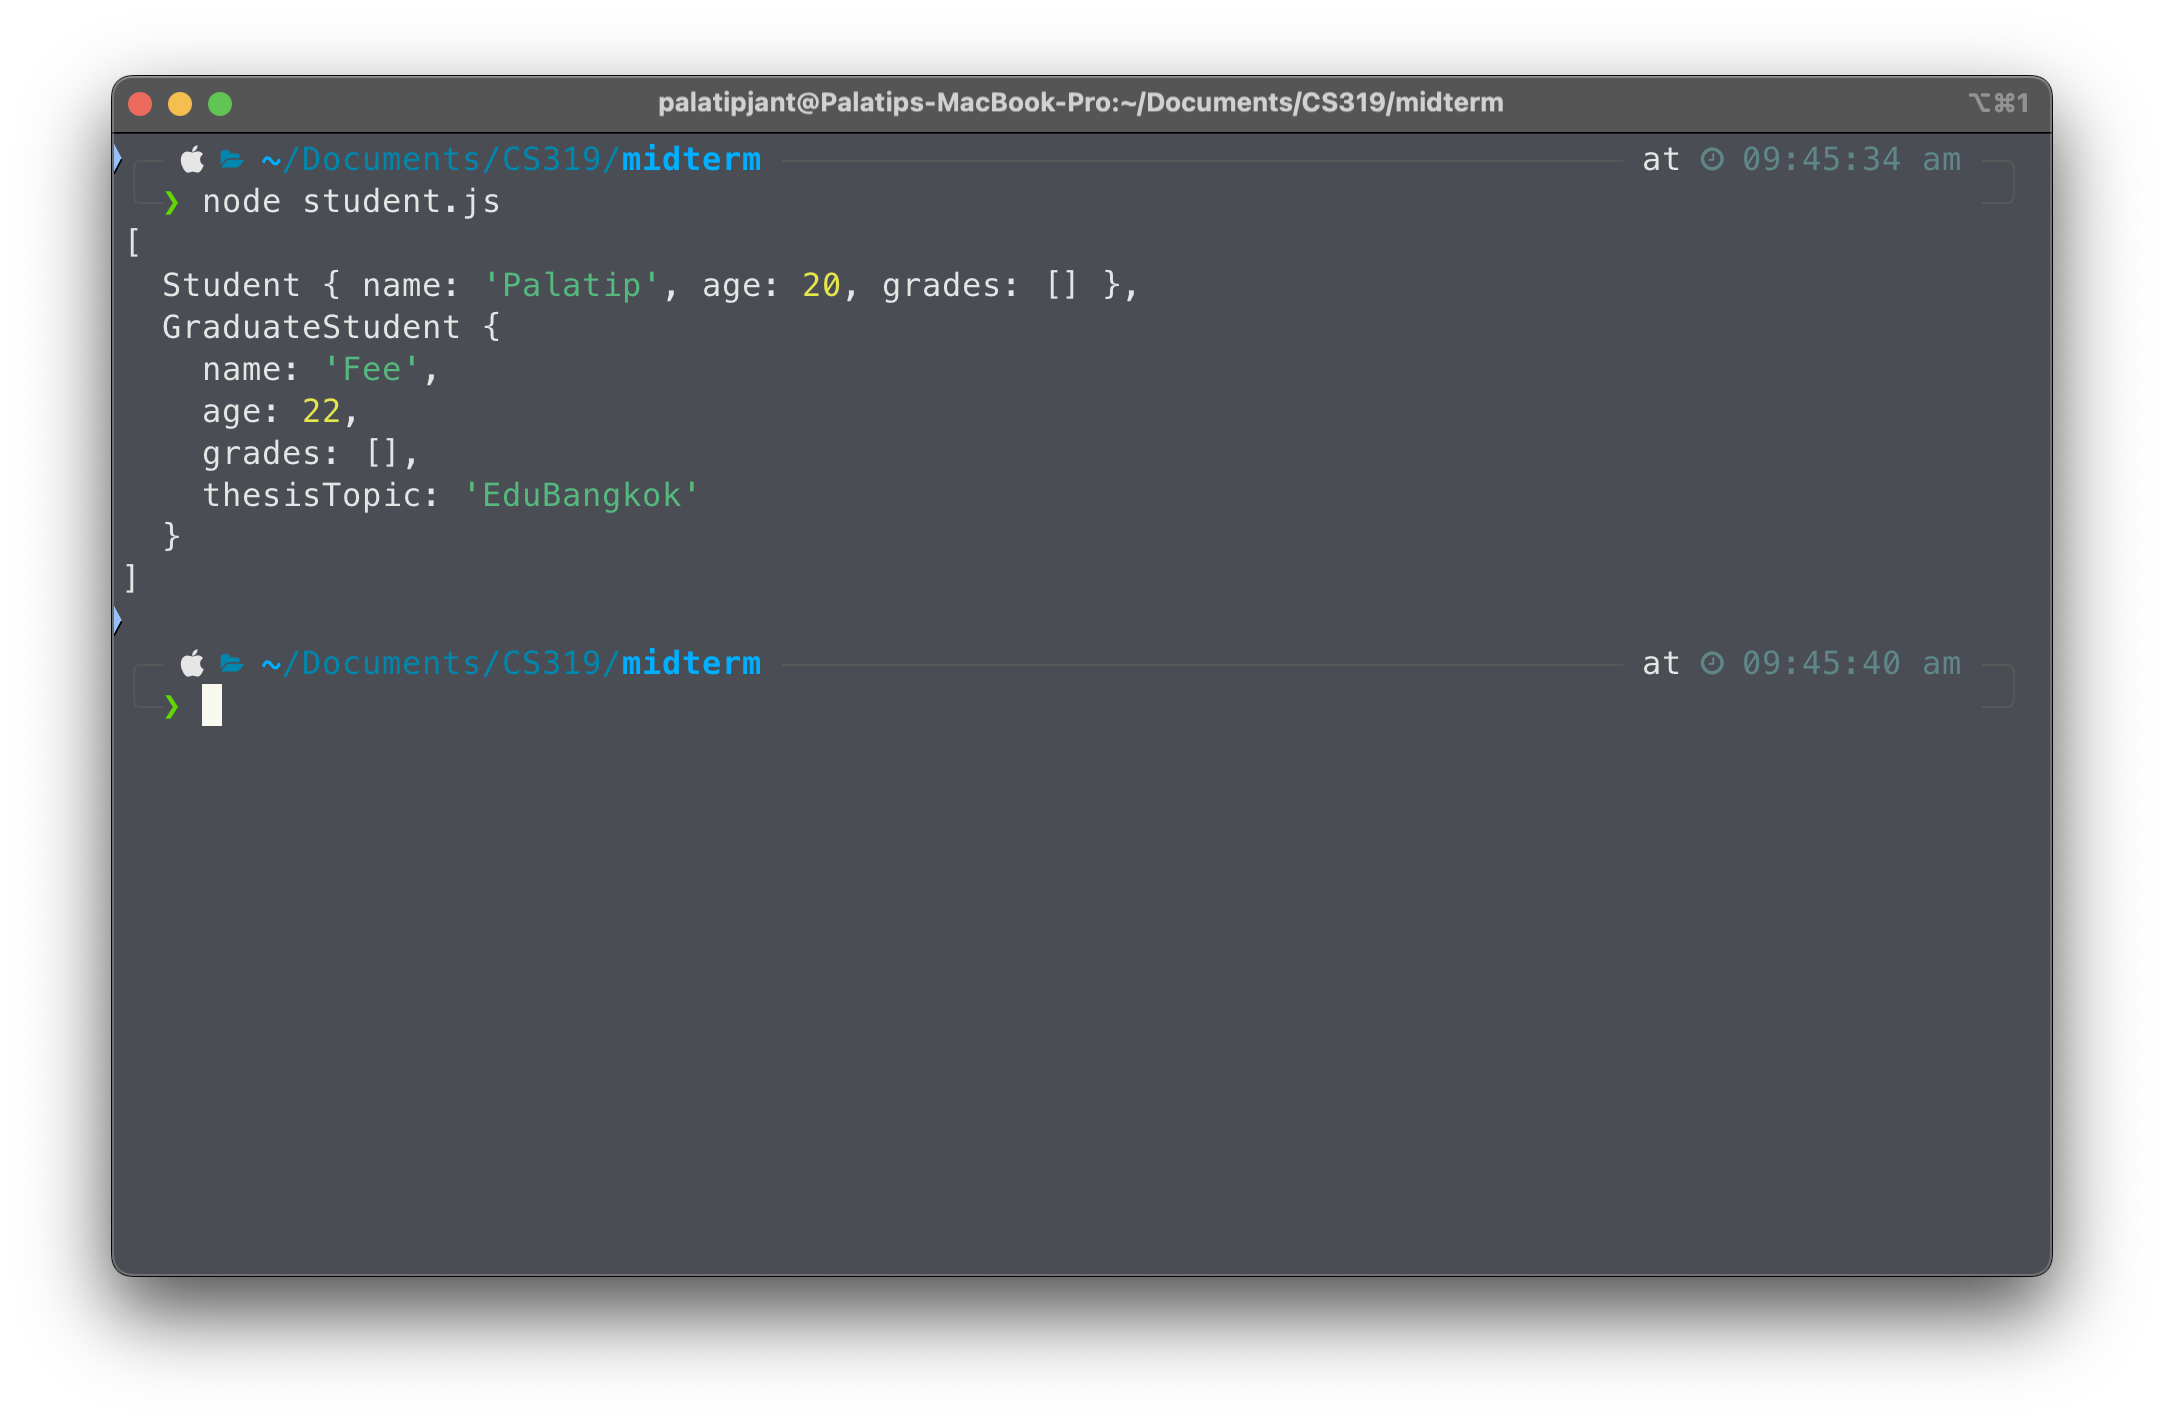 palatipjant@Palatips-MacBook-Pro:~/Documents/CS319/midterm ⌥⌘1
~/Documents/CS319/midterm at 09:45:34 am
❯ node student.js
[
  Student { name: 'Palatip', age: 20, grades: [] },
  GraduateStudent {
    name: 'Fee',
    age: 22,
    grades: [],
    thesisTopic: 'EduBangkok'
  }
]
~/Documents/CS319/midterm at 09:45:40 am
❯